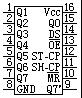 1 Q1 Vcc 16
2 Q2 Q0 15
3 Q3 DS 14
4 Q4 OE 13
5 Q5 ST-CP 12
6 Q6 SH-CP 11
7 Q7 MR 10
8 GND Q7' 9